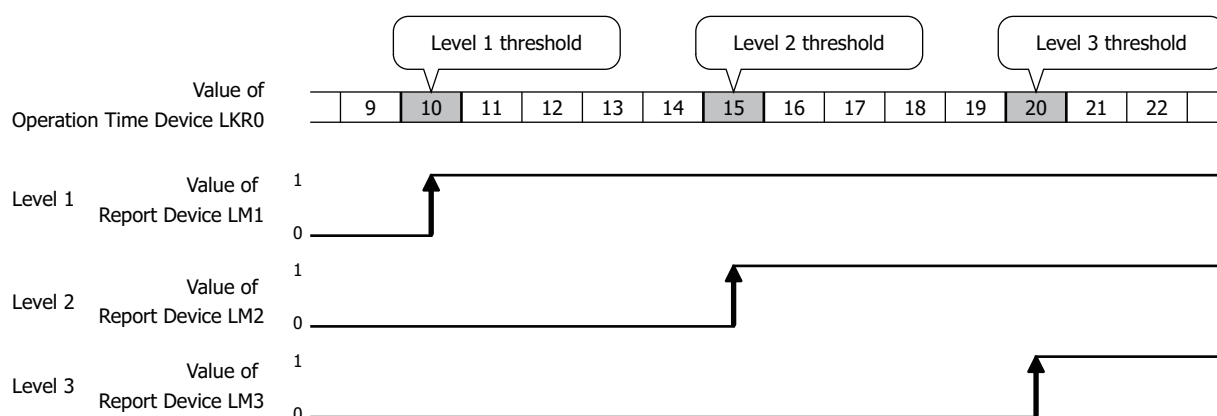 Level 1 threshold
Level 2 threshold
Level 3 threshold
Value of
Operation Time Device LKR0
9 10 11 12 13 14 15 16 17 18 19 20 21 22
Level 1
Value of
Report Device LM1
1
0
Level 2
Value of
Report Device LM2
1
0
Level 3
Value of
Report Device LM3
1
0